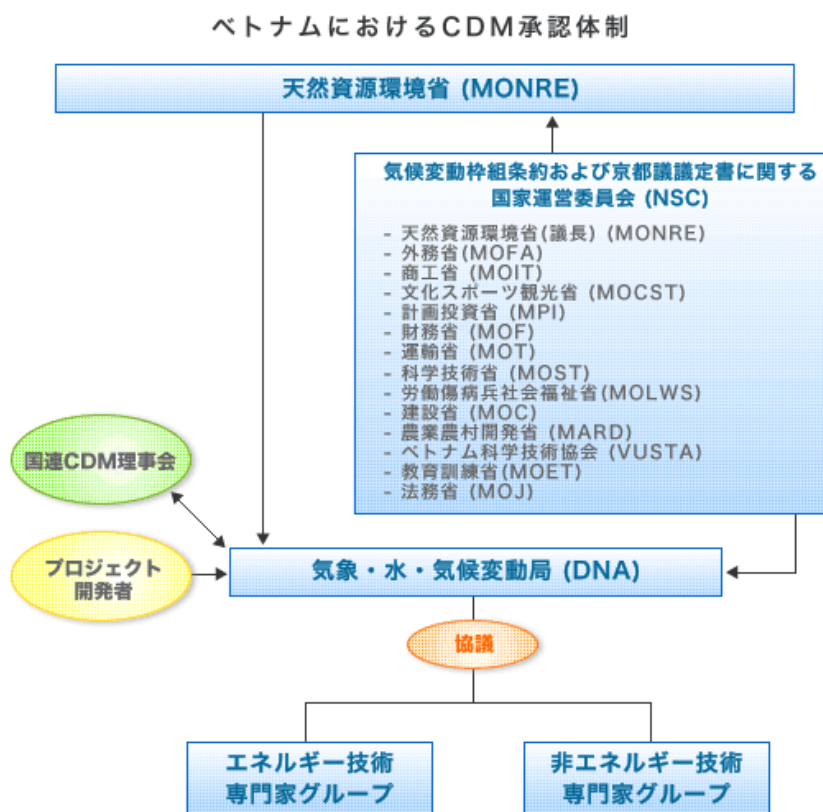 ベトナムにおけるCDM承認体制
天然資源環境省 (MONRE)
気候変動枠組条約および京都議議定書に関する
国家運営委員会 (NSC)
- 天然資源環境省(議長) (MONRE)
- 外務省(MOFA)
- 商工省 (MOIT)
- 文化スポーツ観光省 (MOCST)
- 計画投資省 (MPI)
- 財務省 (MOF)
- 運輸省 (MOT)
- 科学技術省 (MOST)
- 労働傷病兵社会福祉省(MOLWS)
- 建設省 (MOC)
- 農業農村開発省 (MARD)
- ベトナム科学技術協会 (VUSTA)
- 教育訓練省(MOET)
- 法務省 (MOJ)
国連CDM理事会
プロジェクト
開発者
気象・水・気候変動局 (DNA)
協議
エネルギー技術
専門家グループ
非エネルギー技術
専門家グループ